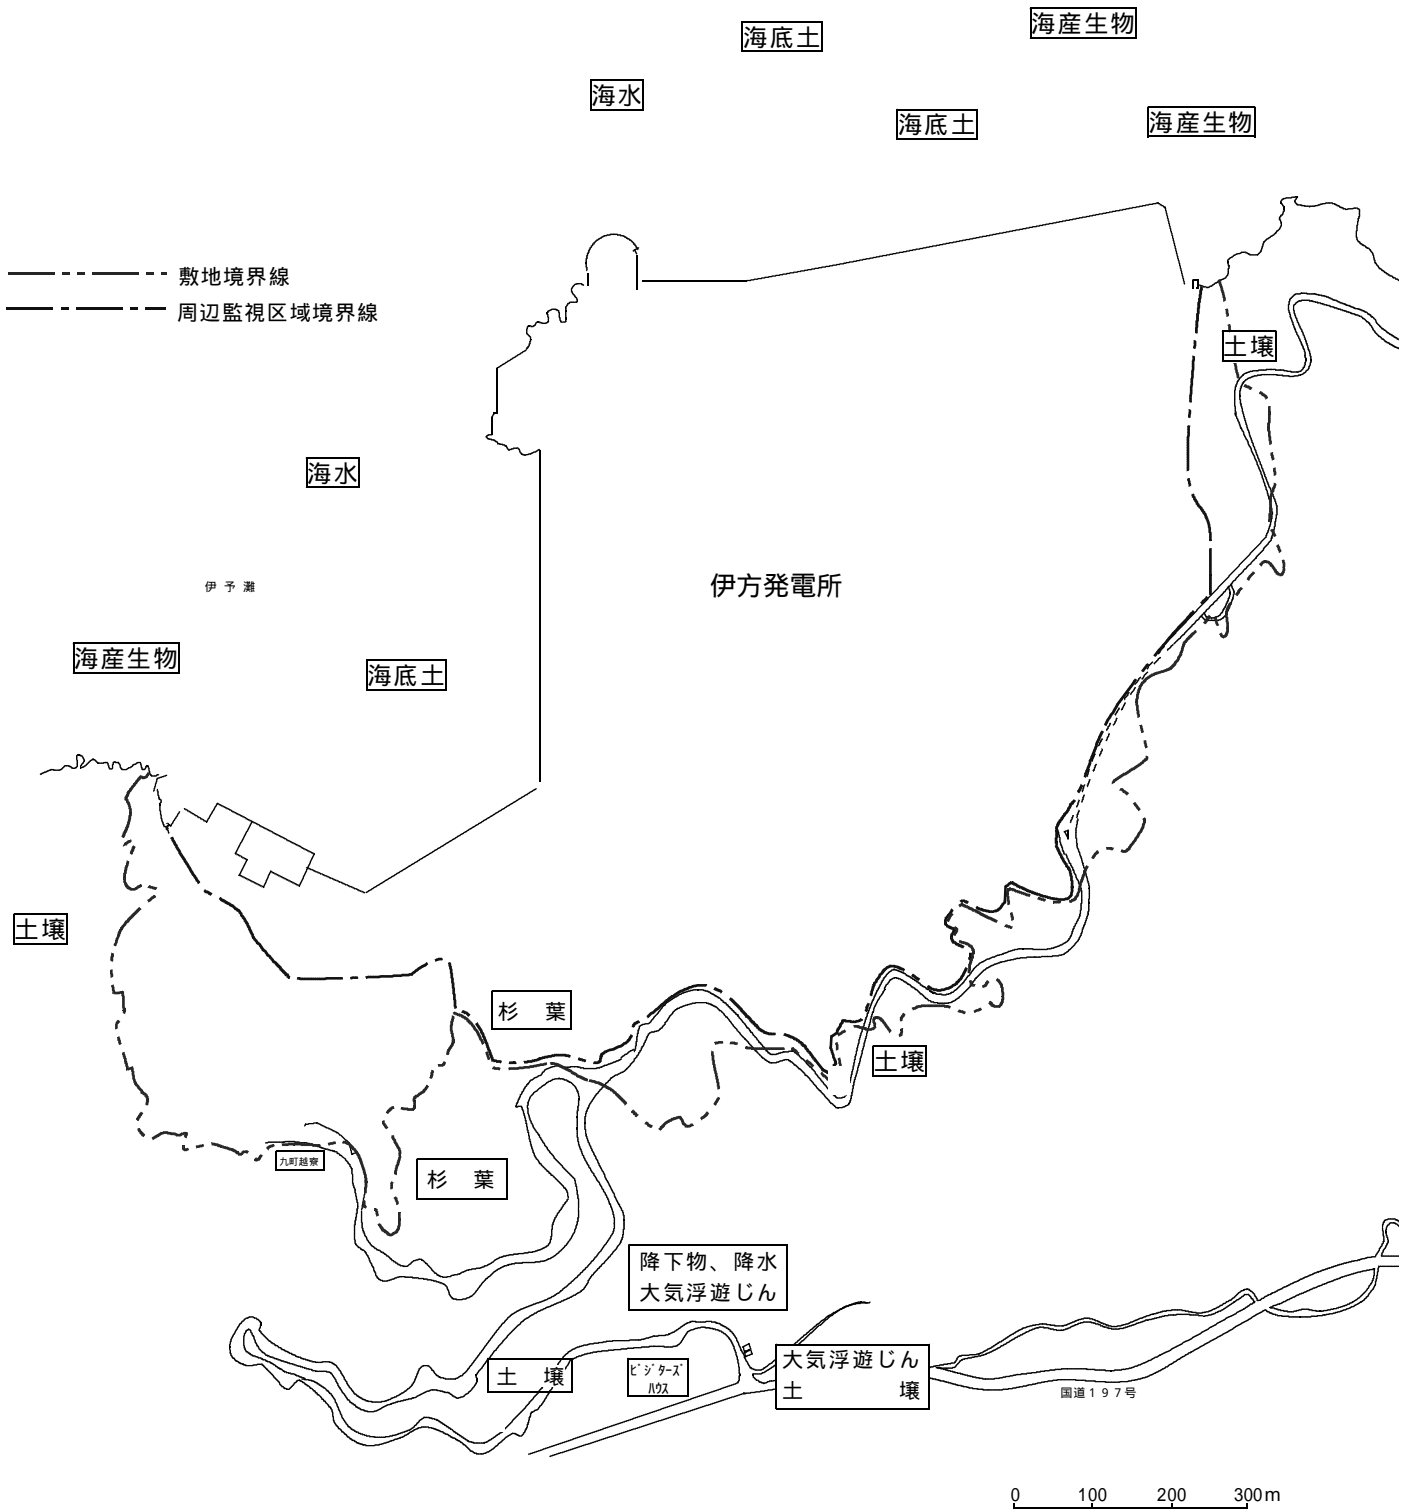 海産生物
海底土
海水
海底土
海産生物
敷地境界線
周辺監視区域境界線
土壌
海水
伊予灘
伊方発電所
海産生物
海底土
土壌
杉　葉
土壌
九町越寮
杉　葉
降下物、降水
大気浮遊じん
土　壌
ビジターズ
ハウス
大気浮遊じん
土　壌
国道１９７号
0 100 200 300m